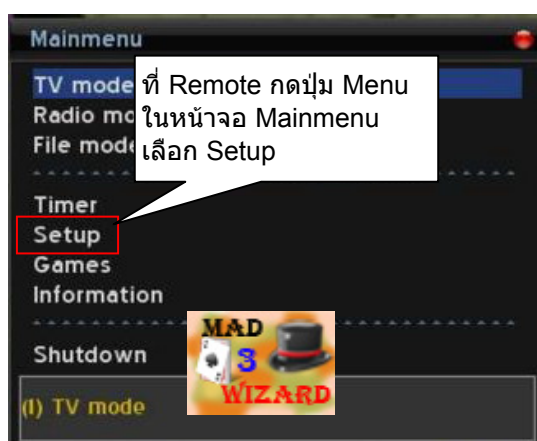 Mainmenu
TV mode
ที่ Remote กดปุ่ม Menu
ในหน้าจอ Mainmenu
เลือก Setup
Radio mo
File mode
Timer
Setup
Games
Information
Shutdown
MAD
3
WIZARD
(1) TV mode